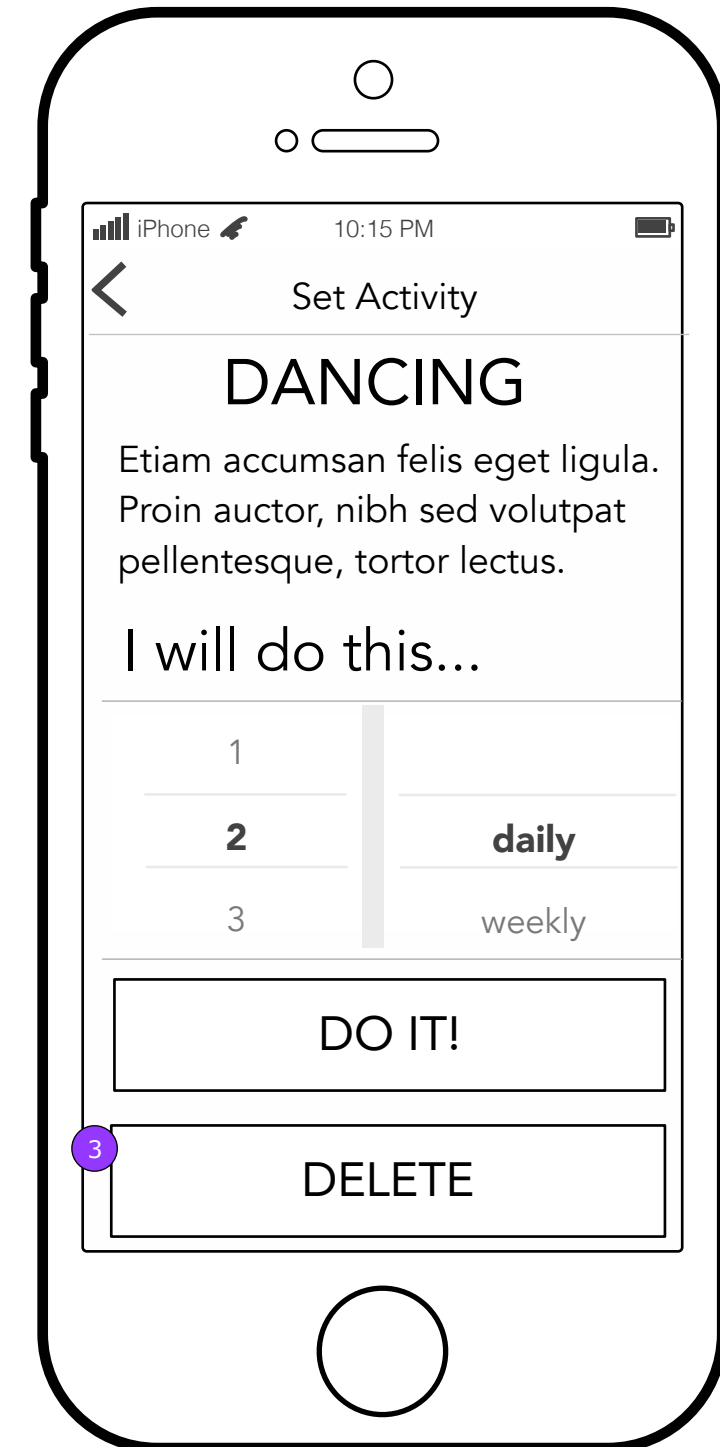 iPhone 10:15 PM
Set Activity
DANCING
Etiam accumsan felis eget ligula.
Proin auctor, nibh sed volutpat
pellentesque, tortor lectus.
I will do this...
1
2 daily
3 weekly
DO IT!
3
DELETE